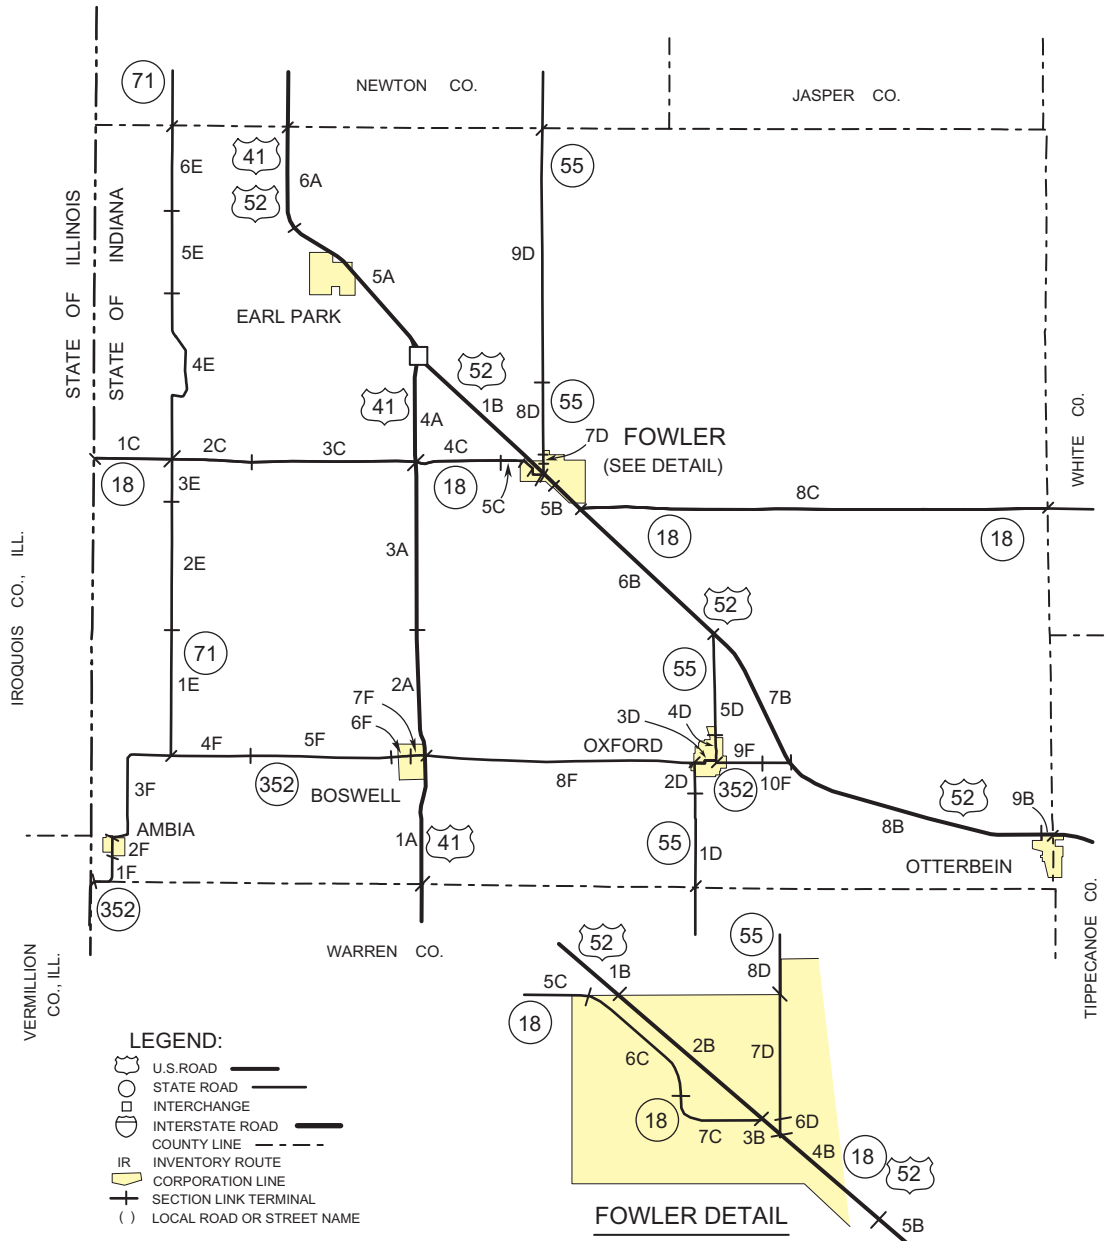 71
NEWTON CO.
JASPER CO.
41
55
6E
6A
52
STATE OF ILLINOIS
STATE OF INDIANA
5E
9D
5A
EARL PARK
4E
52
41
1B
8D
55
4A
7D
FOWLER
(SEE DETAIL)
WHITE C0.
1C
2C
3C
4C
18
3E
18
5C
5B
8C
18
18
IROQUOIS CO., ILL.
2E
3A
6B
52
71
55
1E
2A
7B
7F
6F
4D
3D
5D
4F
5F
OXFORD
9F
352
BOSWELL
8F
2D
352
10F
3F
52
9B
AMBIA
2F
1F
1A
41
55
1D
8B
OTTERBEIN
352
VERMILLION CO., ILL.
WARREN CO.
TIPPECANOE C0.
52
55
1B
8D
5C
18
2B
7D
6C
18
7C
3B
6D
4B
18
52
5B
FOWLER DETAIL
LEGEND:
U.S.ROAD
STATE ROAD
INTERCHANGE
INTERSTATE ROAD
COUNTY LINE
IR INVENTORY ROUTE
CORPORATION LINE
SECTION LINK TERMINAL
( ) LOCAL ROAD OR STREET NAME